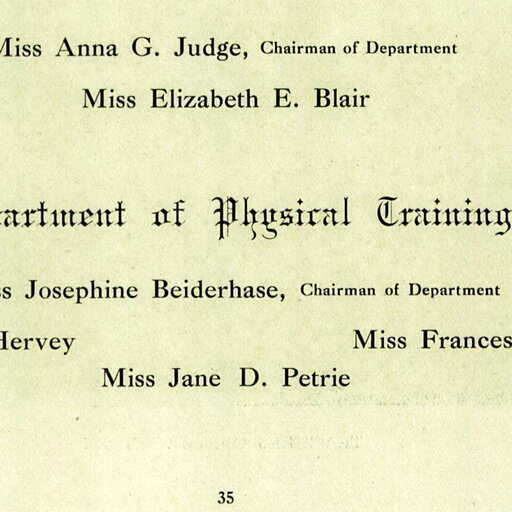 Miss Anna G. Judge, Chairman of Department
Miss Elizabeth E. Blair
artment of Physical Training
ss Josephine Beiderhase, Chairman of Department
Hervey Miss Frances
Miss Jane D. Petrie
35